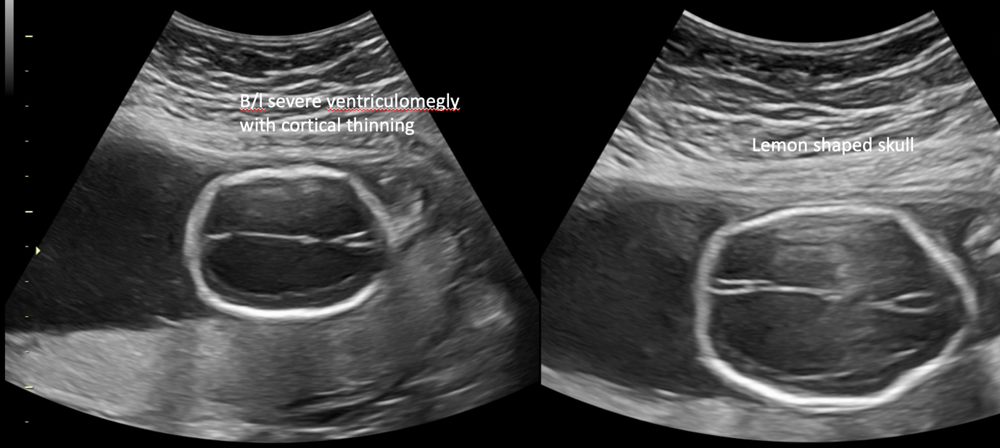 B/l severe ventriculomegly
with cortical thinning
Lemon shaped skull